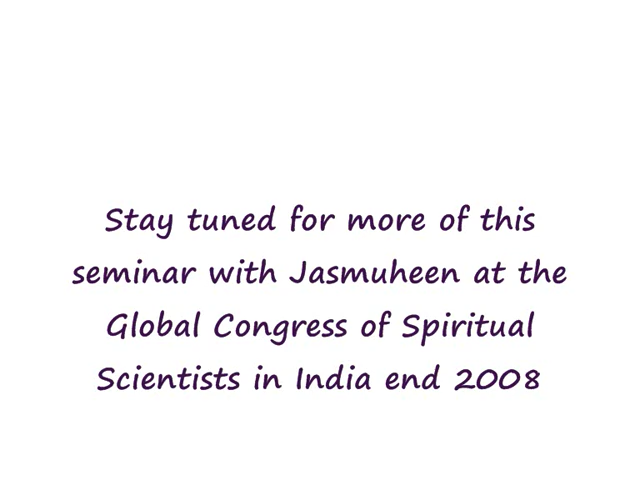 Stay tuned for more of this
seminar with Jasmuheen at the
Global Congress of Spiritual
Scientists in India end 2008